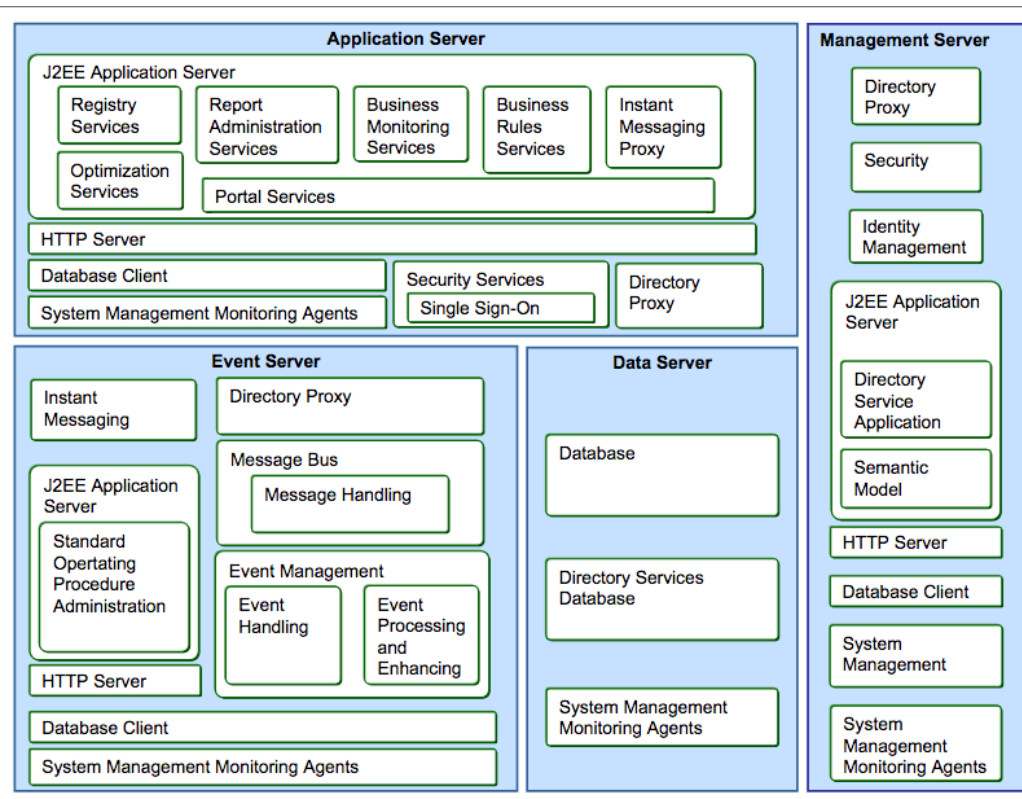 Application Server
J2EE Application Server
Registry
Services
Report
Administration
Services
Business
Monitoring
Services
Business
Rules
Services
Instant
Messaging
Proxy
Optimization
Services
Portal Services
HTTP Server
Database Client
System Management Monitoring Agents
Security Services
Single Sign-On
Directory
Proxy
Management Server
Directory
Proxy
Security
Identity
Management
J2EE Application
Server
Directory
Service
Application
Semantic
Model
HTTP Server
Database Client
System
Management
System
Management
Monitoring Agents
Event Server
Instant
Messaging
Directory Proxy
Message Bus
Message Handling
J2EE Application
Server
Standard
Opertating
Procedure
Administration
Event Management
Event
Handling
Event
Processing
and
Enhancing
HTTP Server
Database Client
System Management Monitoring Agents
Data Server
Database
Directory Services
Database
System Management
Monitoring Agents